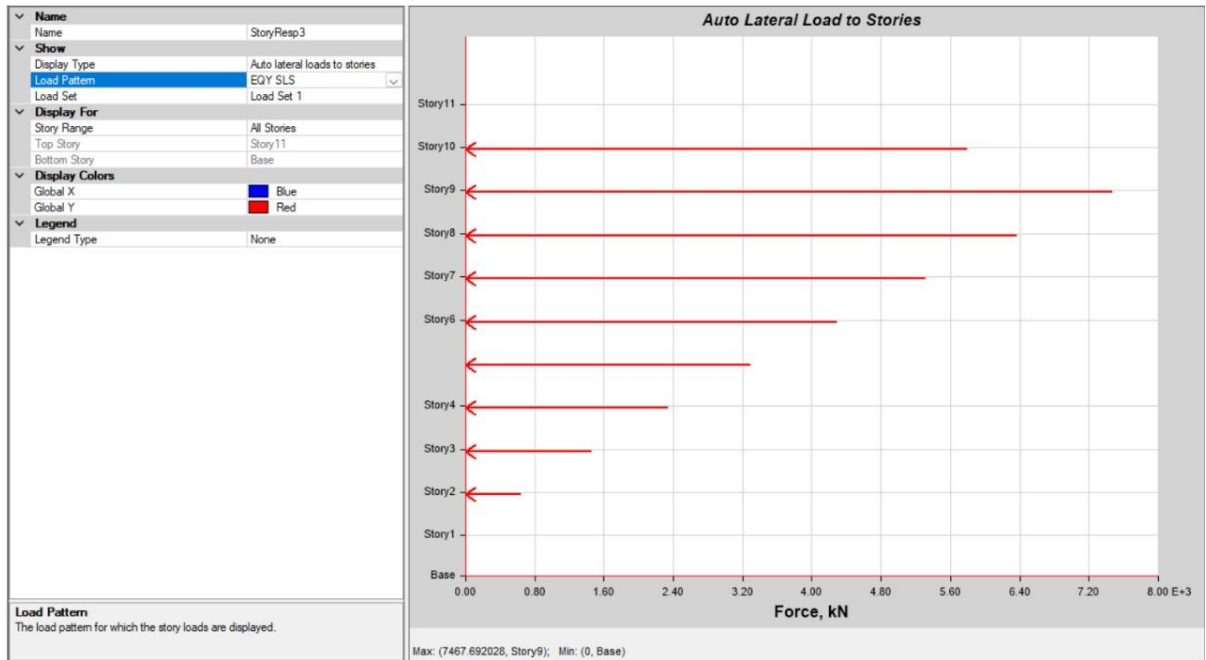 Name
Name StoryResp3
Show
Display Type Auto lateral loads to stories
Load Pattern EQY SLS
Load Set Load Set 1
Display For
Story Range All Stories
Top Story Story11
Bottom Story Base
Display Colors
Global X Blue
Global Y Red
Legend
Legend Type None
Load Pattern
The load pattern for which the story loads are displayed.
Auto Lateral Load to Stories
Story11
Story10
Story9
Story8
Story7
Story6
Story4
Story3
Story2
Story1
Base
0.00 0.80 1.60 2.40 3.20 4.00 4.80 5.60 6.40 7.20 8.00 E+3
Force, kN
Max: (7467.692028, Story9); Min: (0, Base)